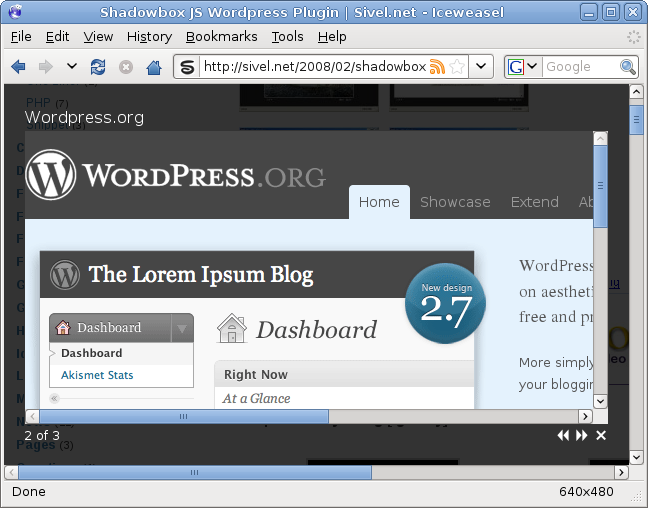 Shadowbox JS Wordpress Plugin | Sivel.net - Iceweasel
File Edit View History Bookmarks Tools Help
http://sivel.net/2008/02/shadowbox
Google
PHP (7)
Wordpress.org
WORDPRESS.ORG
Home Showcase Extend Ab
The Lorem Ipsum Blog
New design
2.7
WordPress
on aestheti
free and pr
Dashboard
Dashboard
Dashboard
Akismet Stats
More simply
your bloggin
Right Now
At a Glance
2 of 3
Pages (3)
Done
640x480